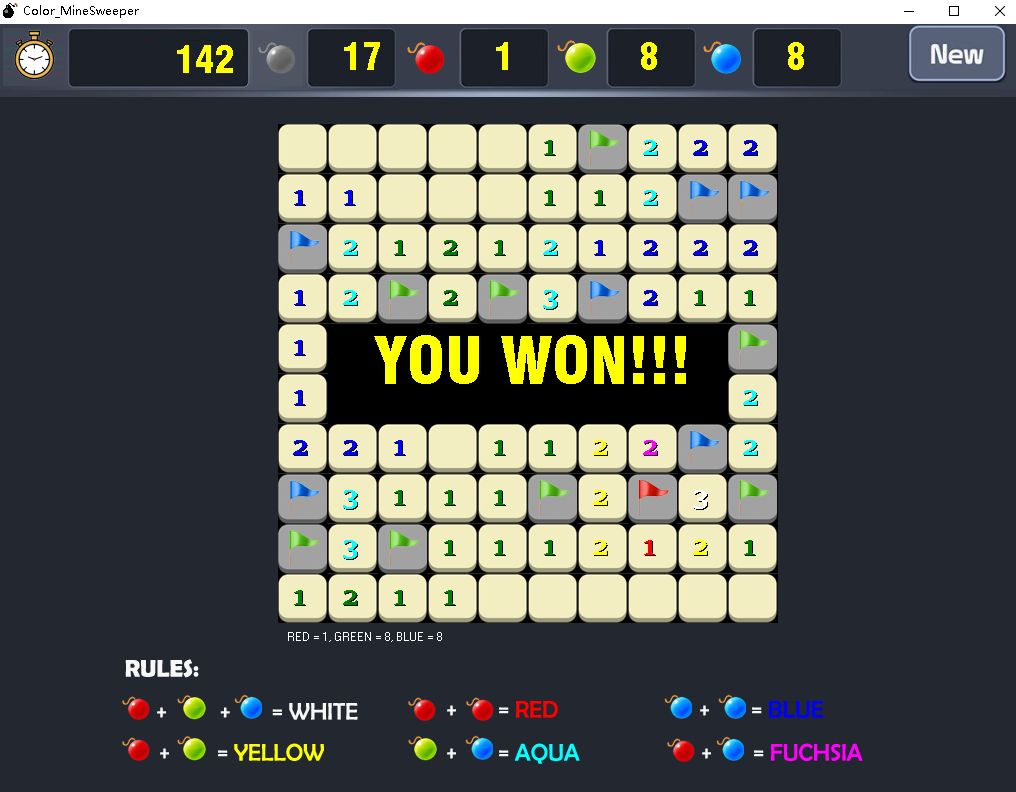 Color_MineSweeper
142 17 1 8 8 New
1 2 2 2
1 1 1 1 2
2 1 2 1 2 1 2 2 2
1 2 2 3 2 1 1
1
YOU WON!!!
1 2
2 2 1 1 1 2 2 2
3 1 1 1 2 3
3 1 1 1 2 1 2 1
1 2 1 1
RED = 1, GREEN = 8, BLUE = 8
RULES:
+ + = WHITE + = RED + = BLUE
+ = YELLOW + = AQUA + = FUCHSIA